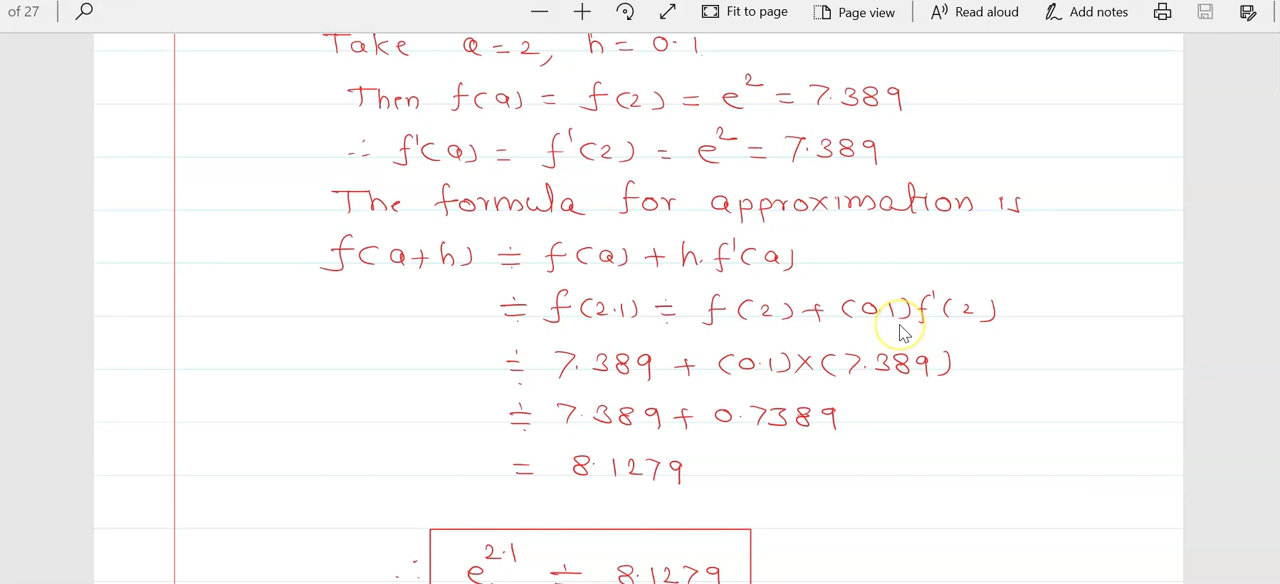 of 27 Fit to page Page view Read aloud Add notes
Take a = 2, h = 0.1
Then f(a) = f(2) = e² = 7.389
∴ f'(a) = f'(2) = e² = 7.389
The formula for approximation is
f(a+h) ≑ f(a) + h.f'(a)
≑ f(2.1) ≑ f(2) + (0.1) f'(2)
≑ 7.389 + (0.1)×(7.389)
≑ 7.389 + 0.7389
= 8.1279
∴ e^2.1 ≑ 8.1279